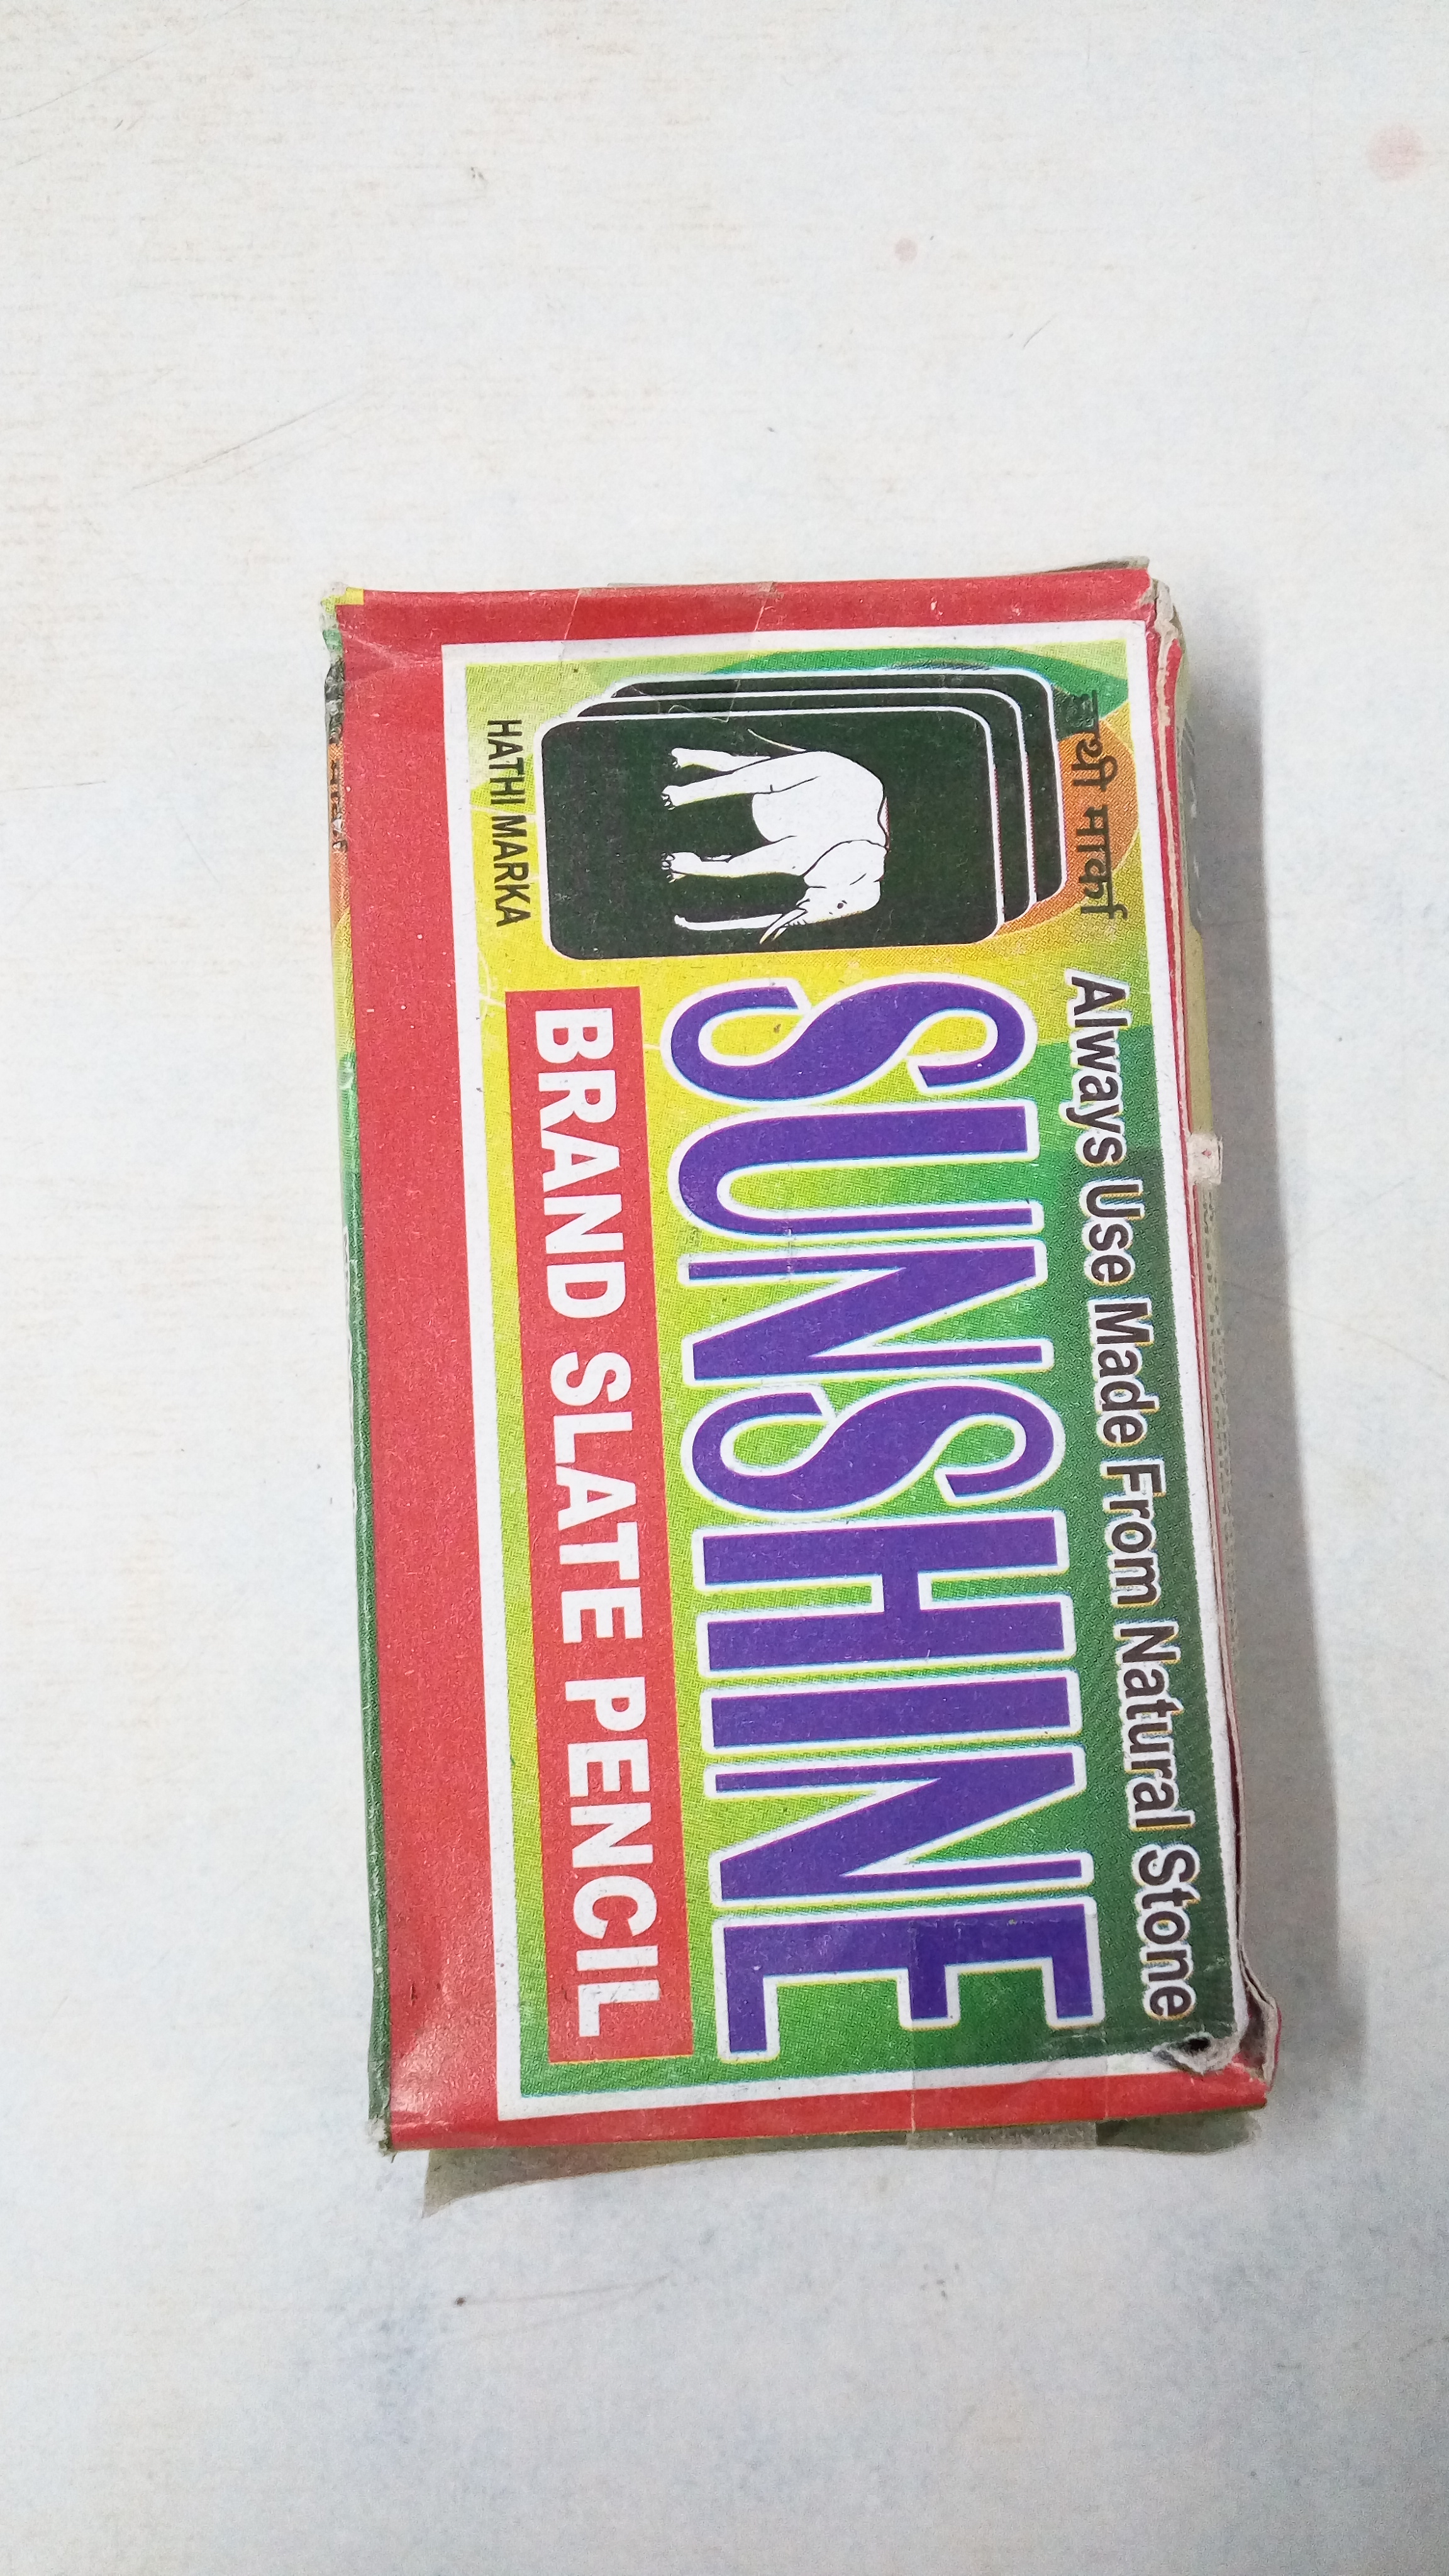 Always Use Made From Natural Stone
हाथी मार्का
SUNSHINE
HATHI MARKA
BRAND SLATE PENCIL